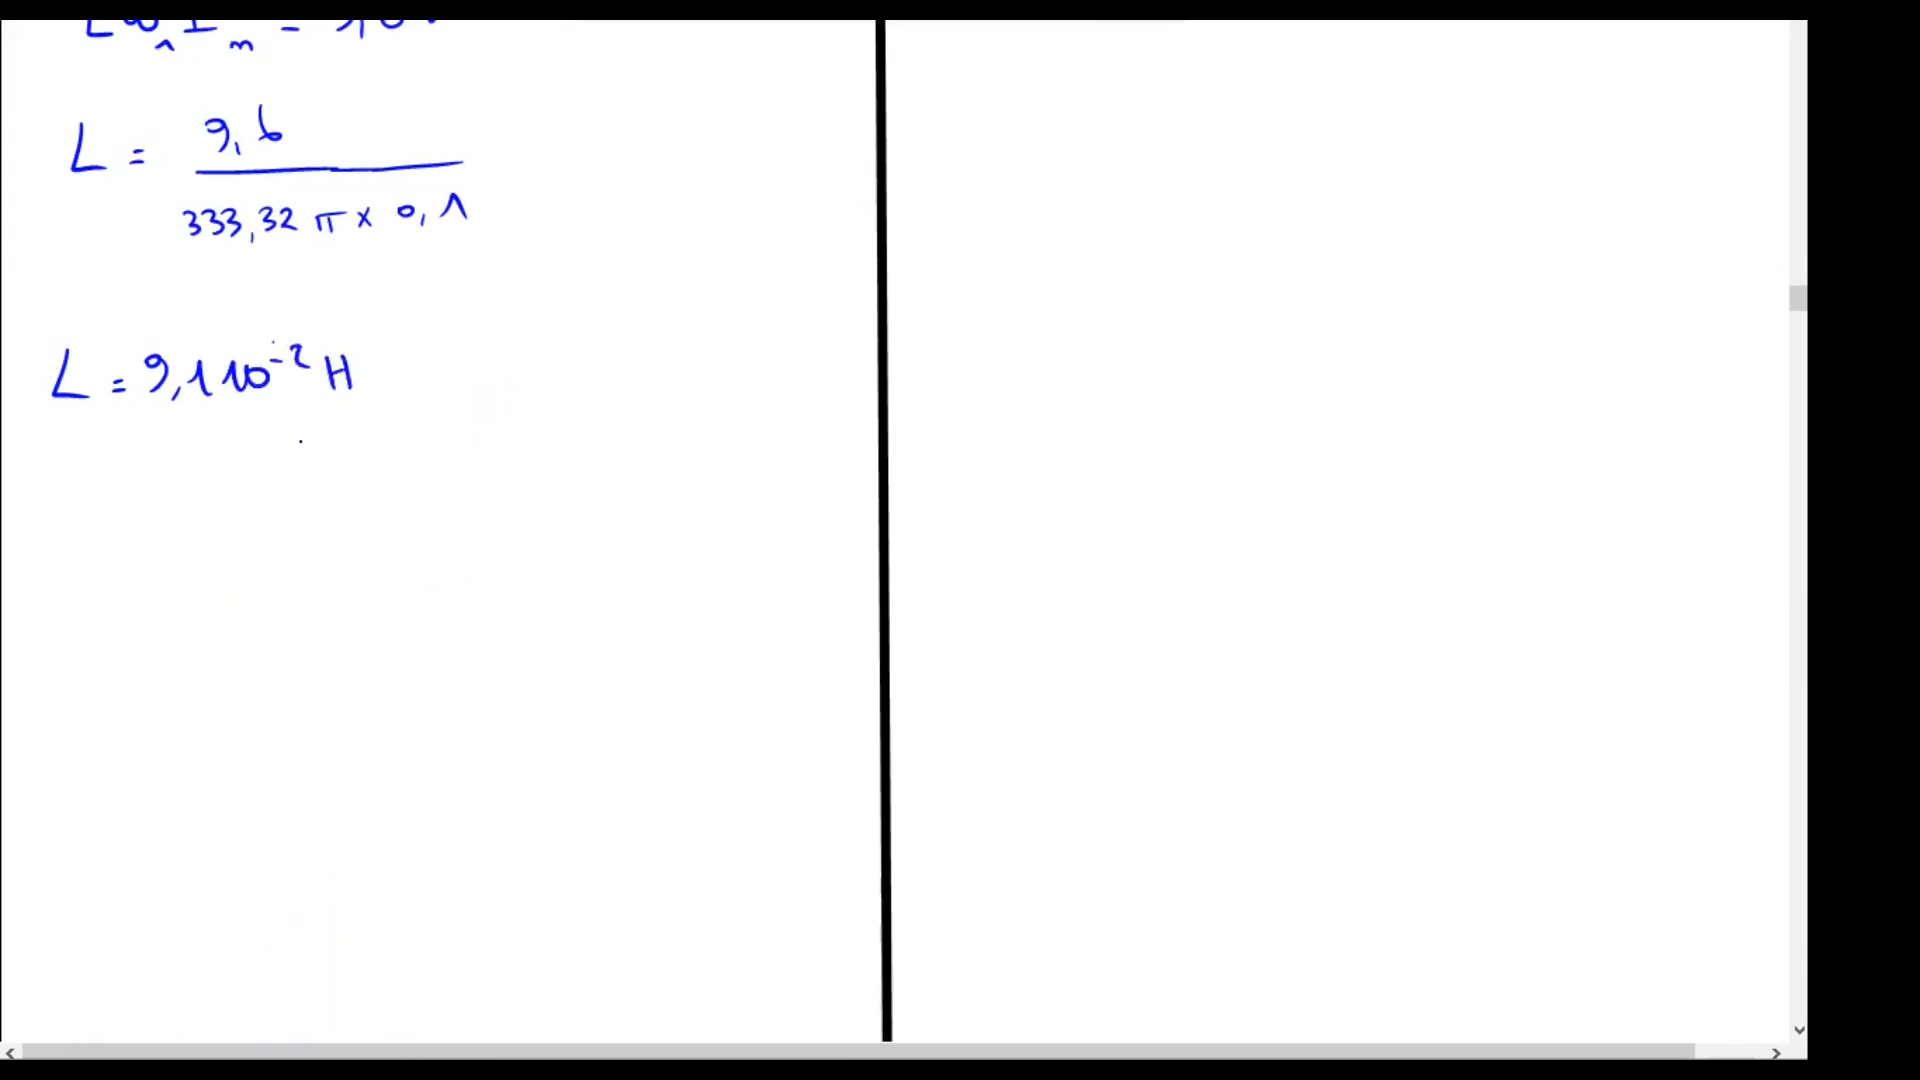 L = 9,6 / 333,32 π x 0,1
L = 9,1 10⁻² H